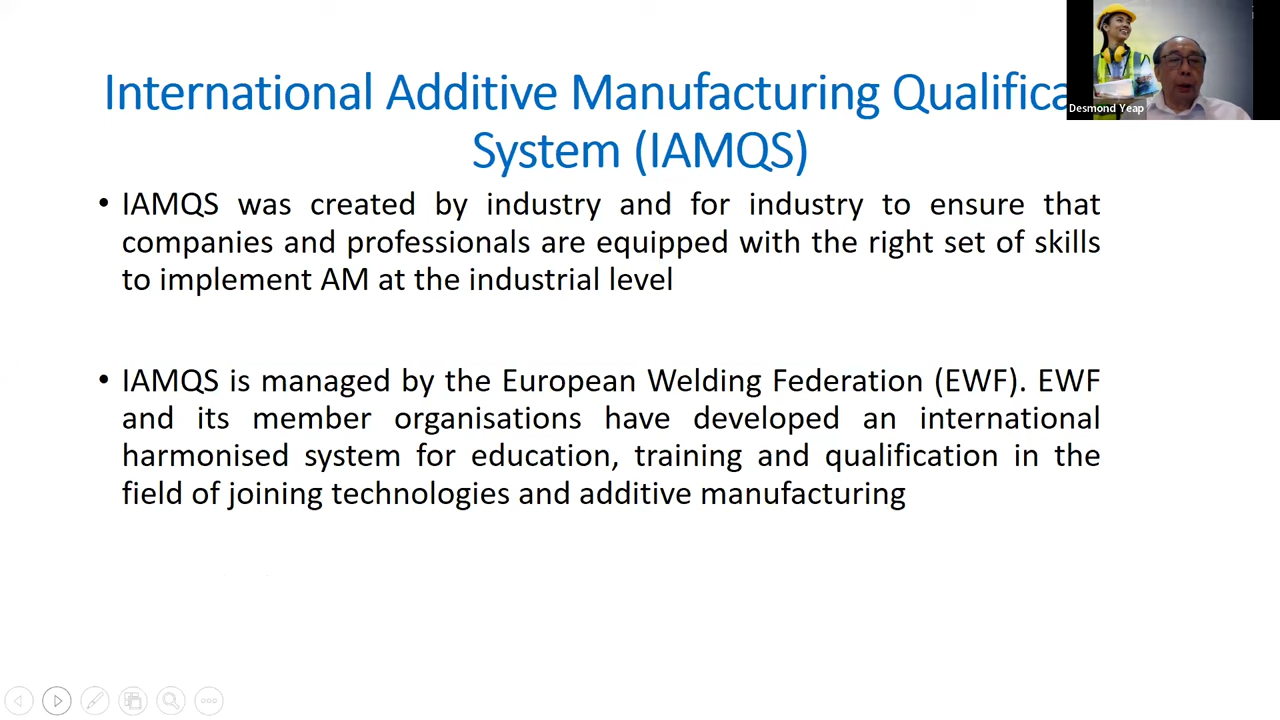 International Additive Manufacturing Qualifica
System (IAMQS)
• IAMQS was created by industry and for industry to ensure that
companies and professionals are equipped with the right set of skills
to implement AM at the industrial level
• IAMQS is managed by the European Welding Federation (EWF). EWF
and its member organisations have developed an international
harmonised system for education, training and qualification in the
field of joining technologies and additive manufacturing
Desmond Yeap